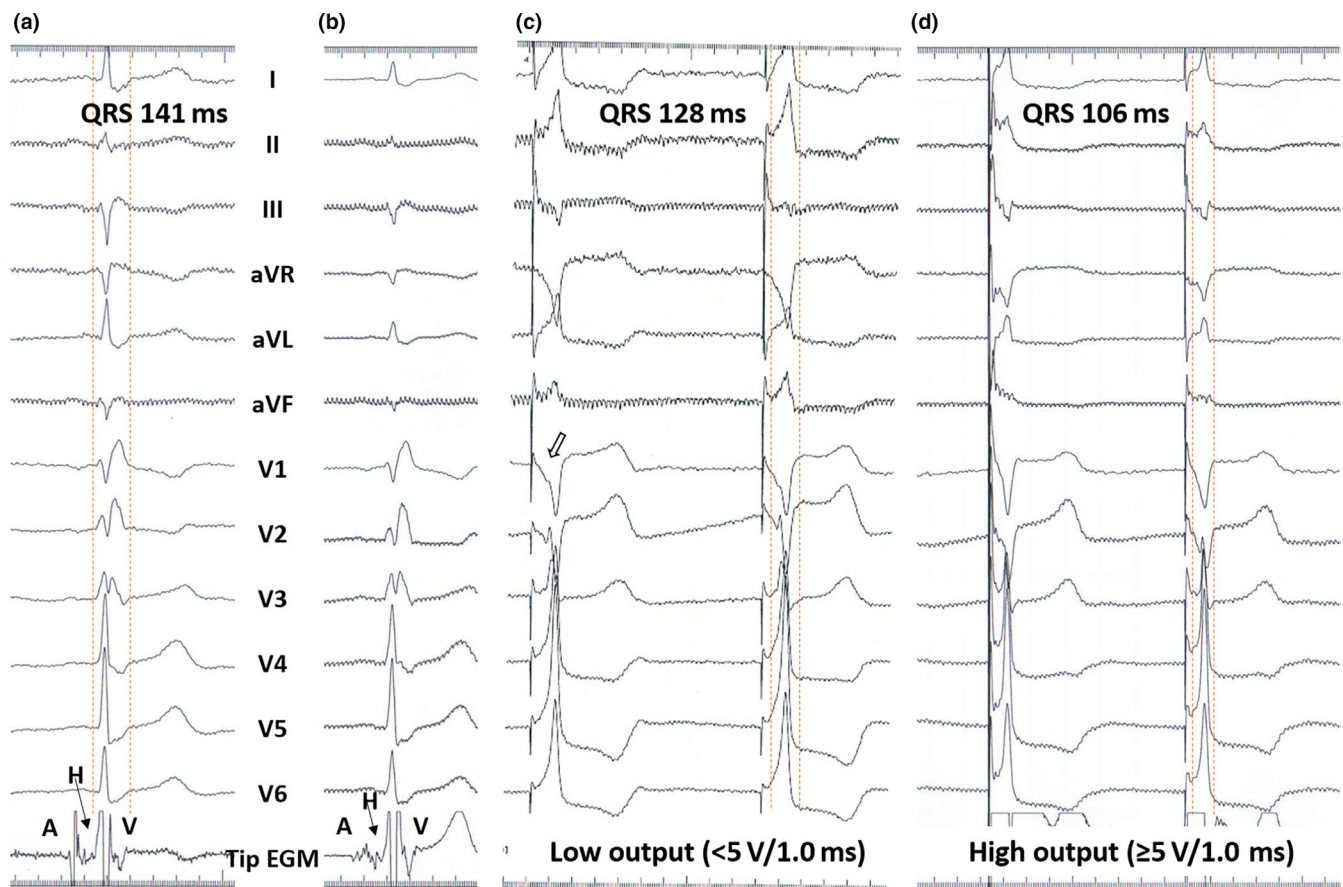 (a) (b) (c) (d)
I
QRS 141 ms QRS 128 ms QRS 106 ms
II
III
aVR
aVL
aVF
V1
V2
V3
V4
V5
V6
H H
A V A V
Tip EGM
Low output (<5 V/1.0 ms) High output (≥5 V/1.0 ms)